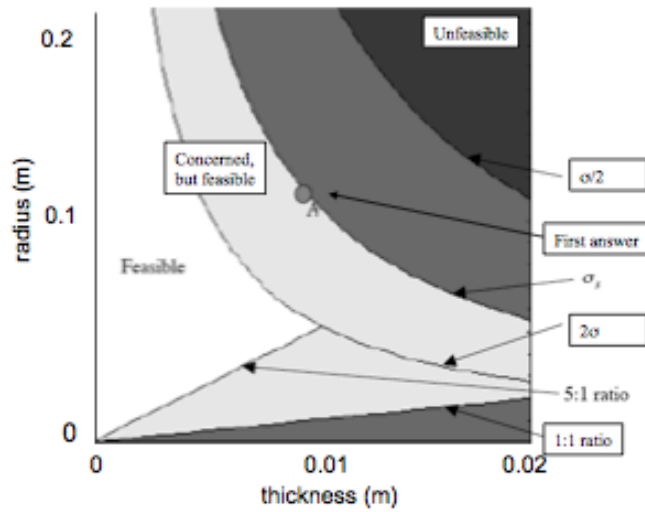 0.2
Unfeasible
radius (m)
Concerned,
but feasible
σ/2
0.1
A
First answer
Feasible
σs
2σ
5:1 ratio
1:1 ratio
0
0
0.01
0.02
thickness (m)